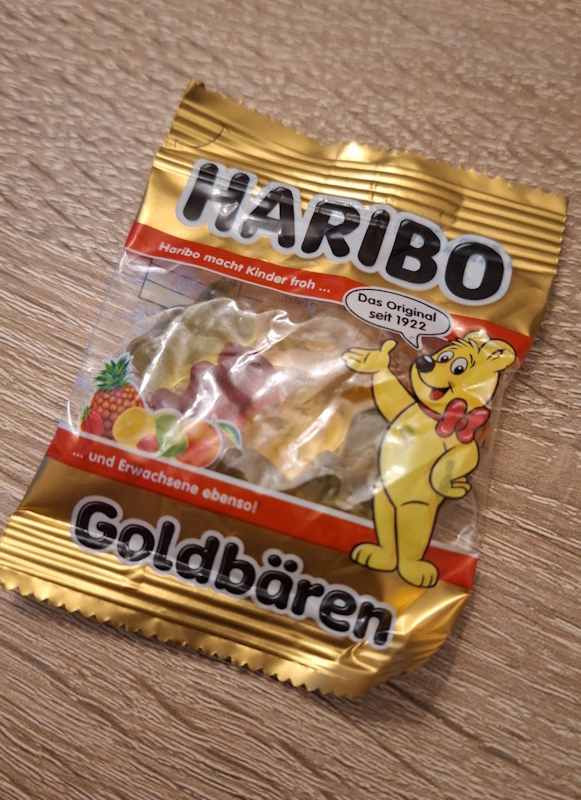 HARIBO
Haribo macht Kinder froh ...
Das Original
seit 1922
... und Erwachsene ebenso!
Goldbären